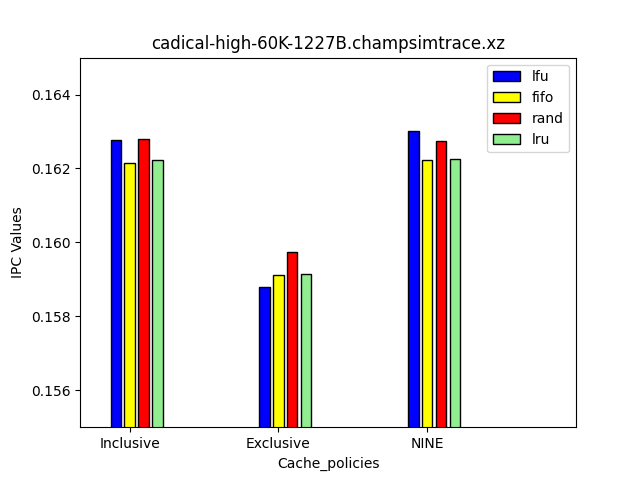 cadical-high-60K-1227B.champsimtrace.xz
lfu
fifo
rand
lru
0.164
0.162
0.160
0.158
0.156
IPC Values
Inclusive
Exclusive
NINE
Cache_policies